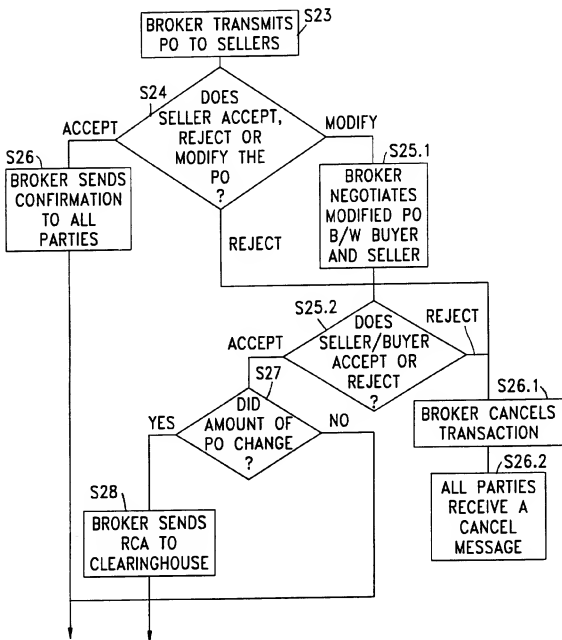 BROKER TRANSMITS
PO TO SELLERS
S23
S24
DOES
SELLER ACCEPT,
REJECT OR
MODIFY THE
PO
?
ACCEPT
MODIFY
REJECT
S26
BROKER SENDS
CONFIRMATION
TO ALL
PARTIES
S25.1
BROKER
NEGOTIATES
MODIFIED PO
B/W BUYER
AND SELLER
S25.2
DOES
SELLER/BUYER
ACCEPT OR
REJECT
?
ACCEPT
REJECT
S27
DID
AMOUNT OF
PO CHANGE
?
YES
NO
S26.1
BROKER CANCELS
TRANSACTION
S26.2
ALL PARTIES
RECEIVE A
CANCEL
MESSAGE
S28
BROKER SENDS
RCA TO
CLEARINGHOUSE